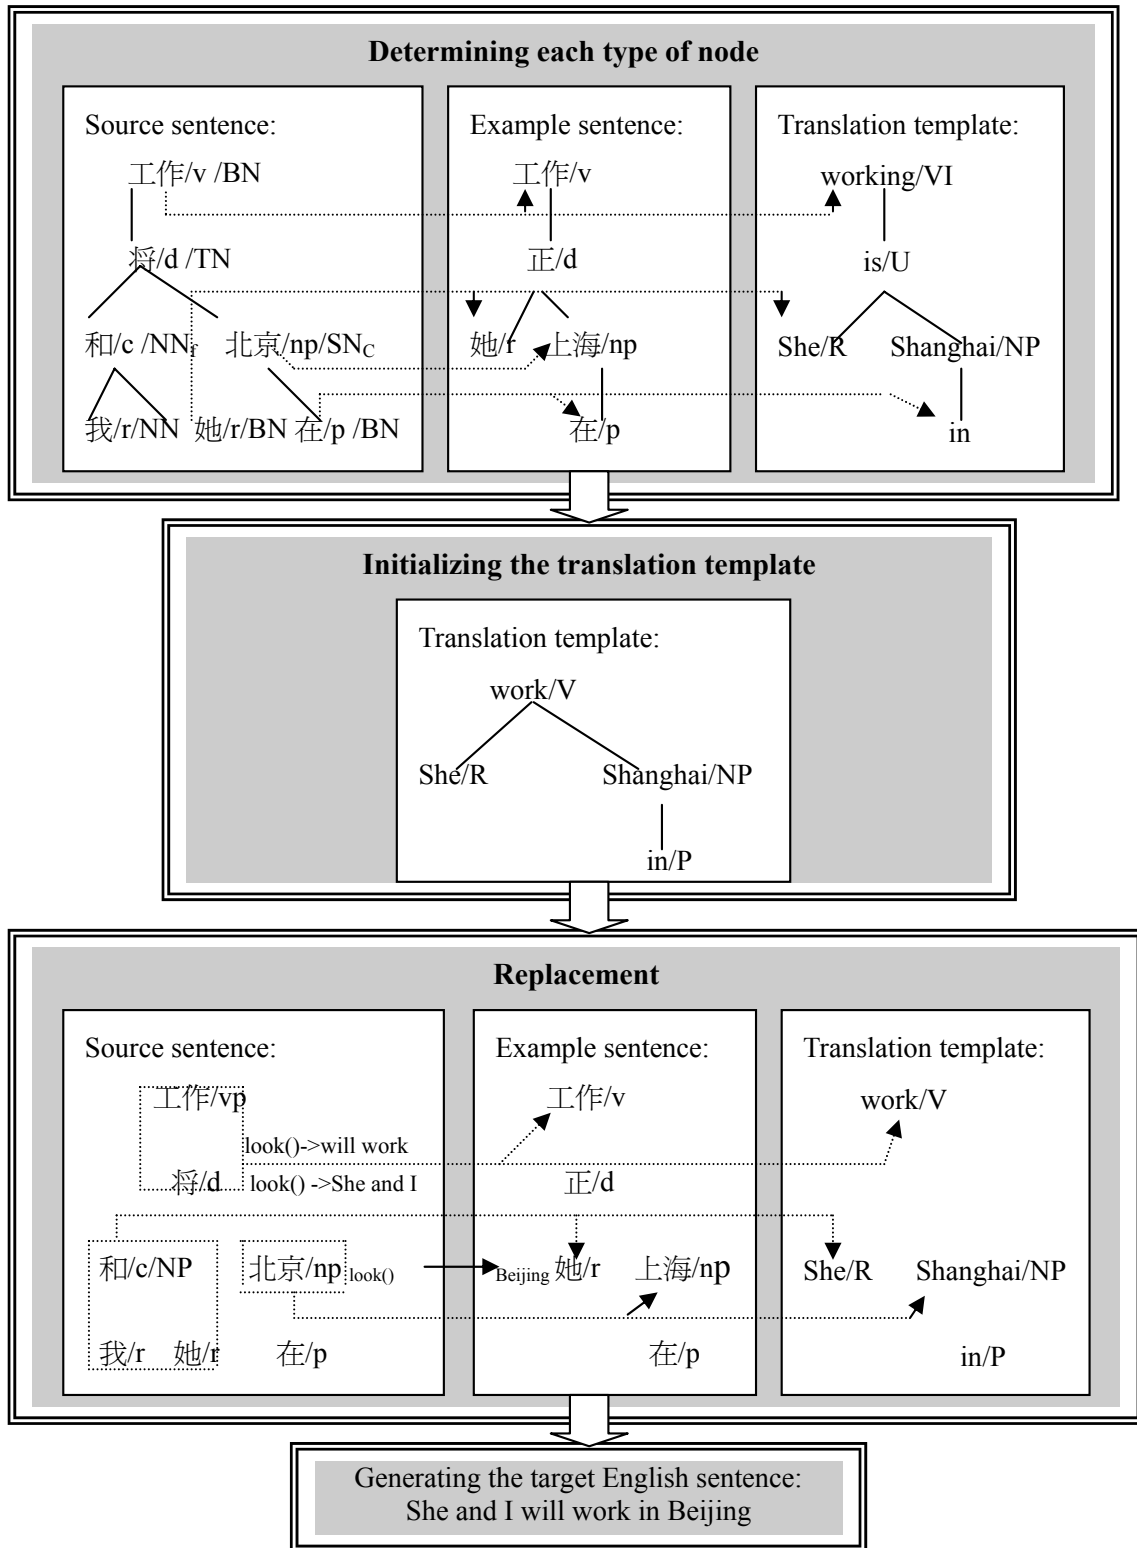 Determining each type of node
Source sentence:
工作/v /BN
将/d /TN
和/c /NNf 北京/np/SNC
我/r/NN 她/r/BN 在/p /BN
Example sentence:
工作/v
正/d
她/r 上海/np
在/p
Translation template:
working/VI
is/U
She/R Shanghai/NP
in
Initializing the translation template
Translation template:
work/V
She/R Shanghai/NP
in/P
Replacement
Source sentence:
工作/vp
look()->will work
将/d look() ->She and I
和/c/NP 北京/np look()
我/r 她/r 在/p
Example sentence:
工作/v
正/d
Beijing 她/r 上海/np
在/p
Translation template:
work/V
She/R Shanghai/NP
in/P
Generating the target English sentence:
She and I will work in Beijing